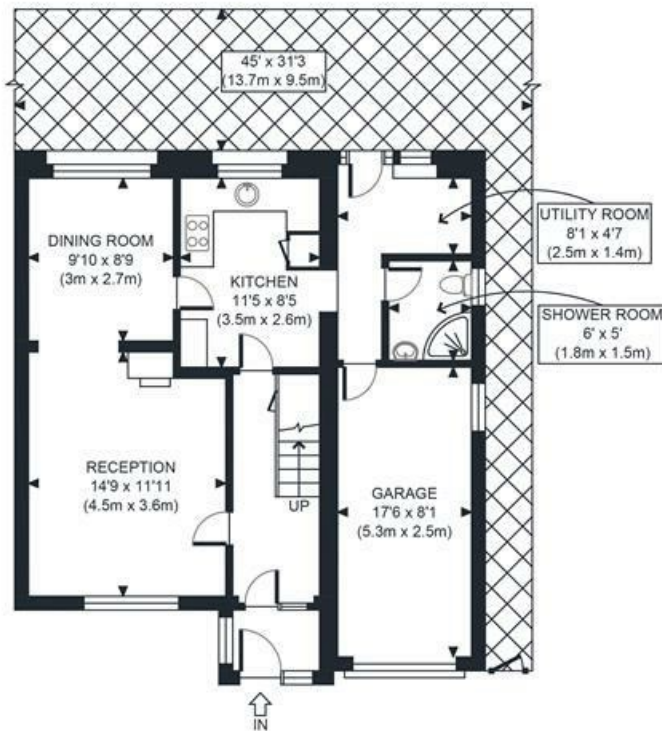 45' x 31'3
(13.7m x 9.5m)
DINING ROOM
9'10 x 8'9
(3m x 2.7m)
KITCHEN
11'5 x 8'5
(3.5m x 2.6m)
UTILITY ROOM
8'1 x 4'7
(2.5m x 1.4m)
SHOWER ROOM
6' x 5'
(1.8m x 1.5m)
RECEPTION
14'9 x 11'11
(4.5m x 3.6m)
UP
GARAGE
17'6 x 8'1
(5.3m x 2.5m)
IN